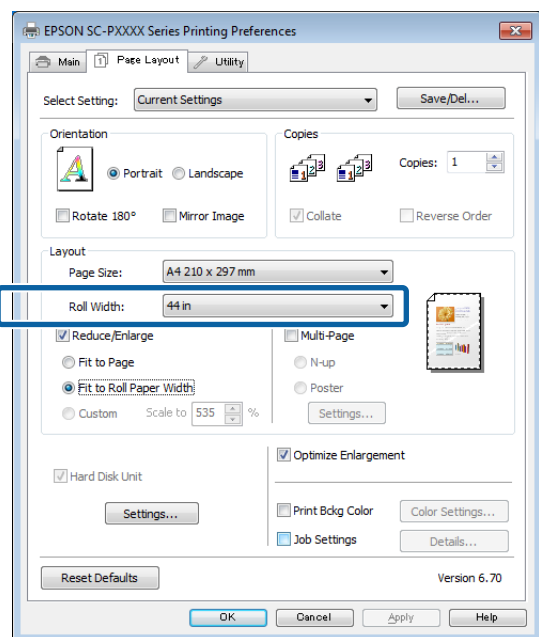 EPSON SC-PXXXX Series Printing Preferences
Main Page Layout Utility
Select Setting: Current Settings Save/Del...
Orientation Copies
Portrait Landscape Copies: 1
Rotate 180° Mirror Image Collate Reverse Order
Layout
Page Size: A4 210 x 297 mm
Roll Width: 44 in
Reduce/Enlarge Multi-Page
Fit to Page N-up
Fit to Roll Paper Width Poster
Custom Scale to 535 % Settings...
Optimize Enlargement
Hard Disk Unit
Settings... Print Bckg Color Color Settings...
Job Settings Details...
Reset Defaults Version 6.70
OK Cancel Apply Help